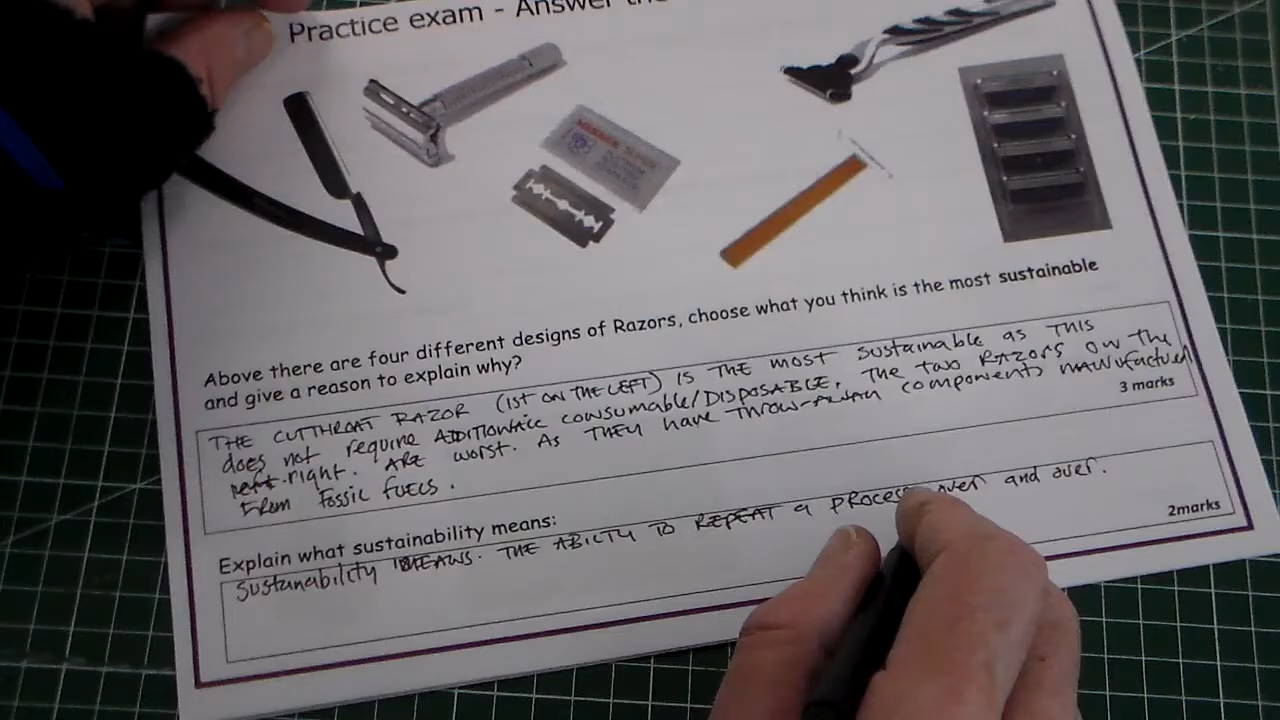 Practice exam - Answer the
Above there are four different designs of Razors, choose what you think is the most sustainable
and give a reason to explain why?
THE CUTTHROAT RAZOR (1ST ON THE LEFT) IS THE MOST sustainable as THIS
does not require ADDITIONAL CONSUMABLE/DISPOSABLE. THE TWO RAZORS ON THE
right. ARE worst. As THEY have THROW-AWAY components MANUFACTURED
FROM Fossil fuels.
3 marks
Explain what sustainability means:
Sustainability MEANS. THE ABILITY TO REPEAT a PROCESS over and over.
2marks